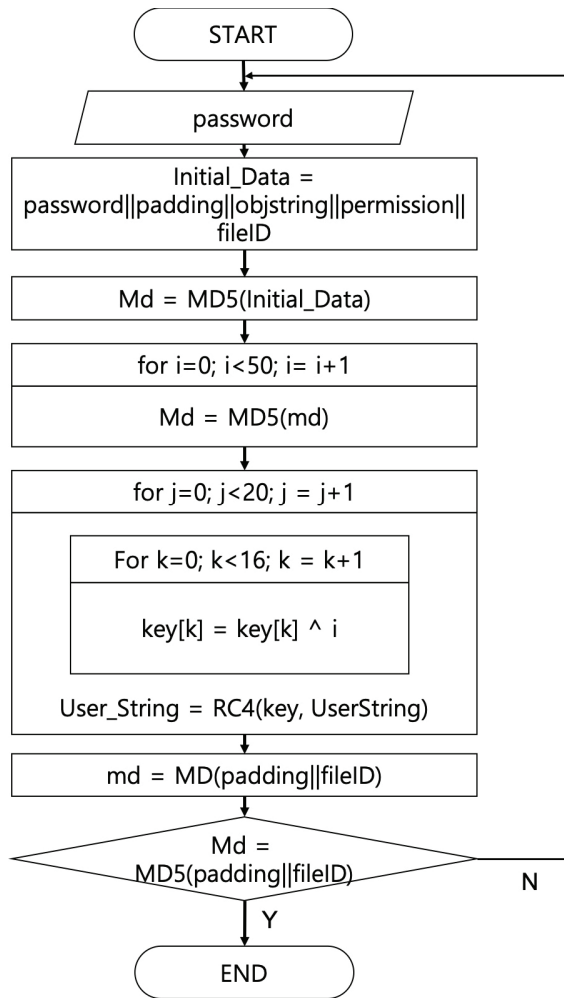 START
password
Initial_Data =
password||padding||objstring||permission||
fileID
Md = MD5(Initial_Data)
for i=0; i<50; i= i+1
Md = MD5(md)
for j=0; j<20; j = j+1
For k=0; k<16; k = k+1
key[k] = key[k] ^ i
User_String = RC4(key, UserString)
md = MD(padding||fileID)
Md =
MD5(padding||fileID)
N
Y
END